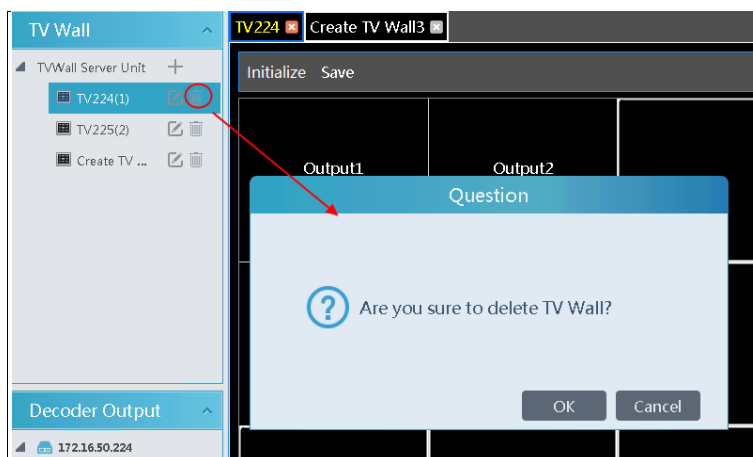 TV Wall
TV224 Create TV Wall3
TVWall Server Unit
Initialize Save
TV224(1)
TV225(2)
Create TV ...
Output1 Output2
Question
Are you sure to delete TV Wall?
OK Cancel
Decoder Output
172.16.50.224